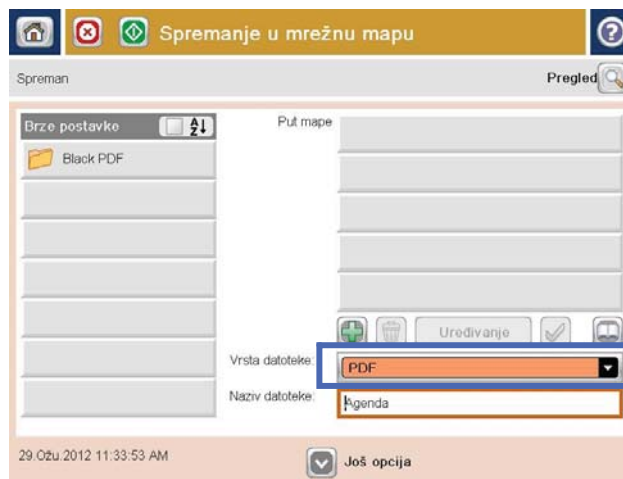 Spremanje u mrežnu mapu
Spreman
Pregled
Brze postavke
Put mape
Black PDF
Uređivanje
Vrsta datoteke:
PDF
Naziv datoteke:
Agenda
29.Ožu.2012 11:33:53 AM
Još opcija